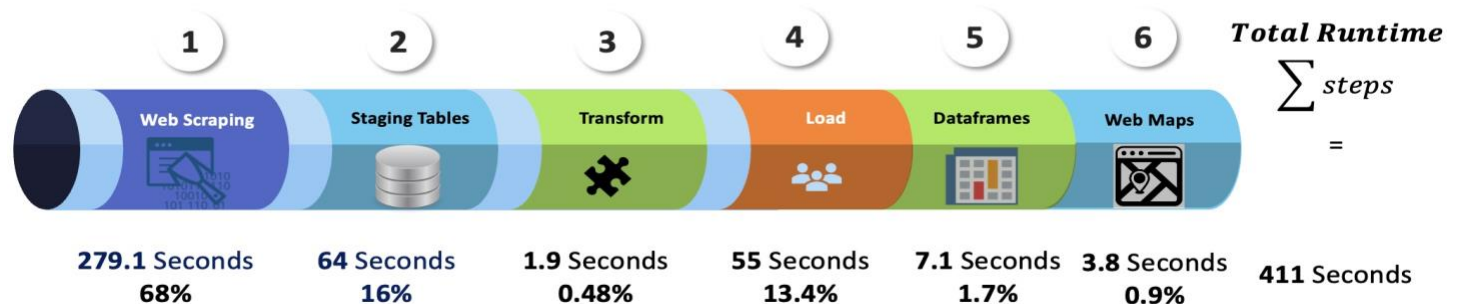 1 2 3 4 5 6
Total Runtime
∑ steps
=
Web Scraping
Staging Tables
Transform
Load
Dataframes
Web Maps
279.1 Seconds
68%
64 Seconds
16%
1.9 Seconds
0.48%
55 Seconds
13.4%
7.1 Seconds
1.7%
3.8 Seconds
0.9%
411 Seconds